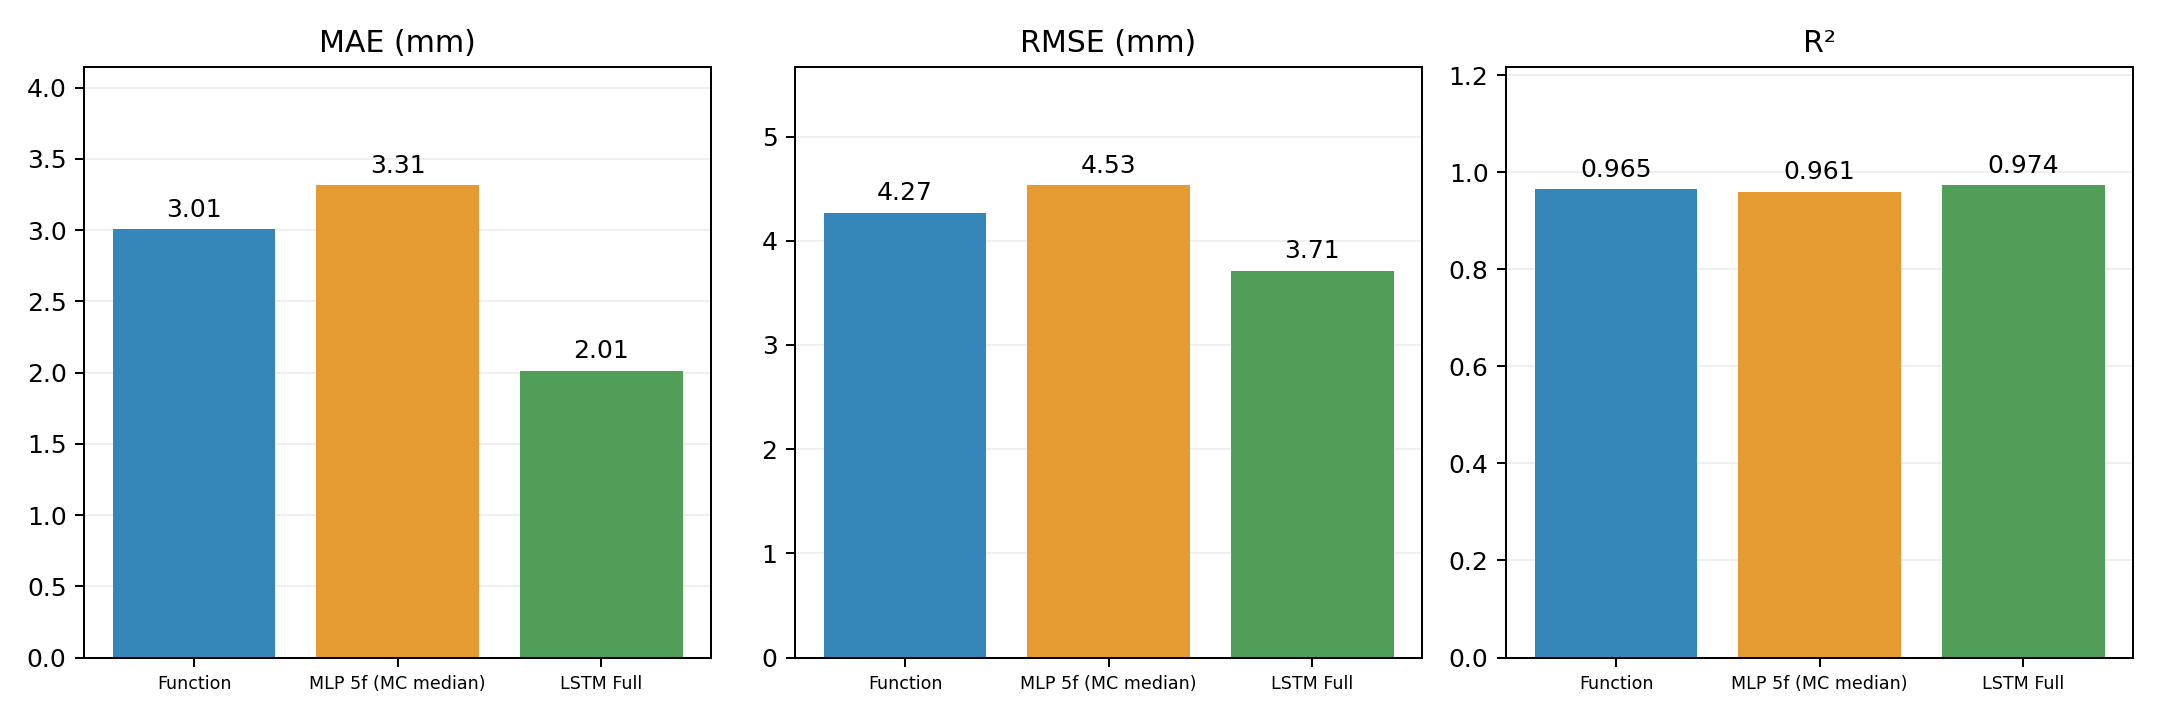 MAE (mm)
4.0
3.5
3.0
2.5
2.0
1.5
1.0
0.5
0.0
3.01
3.31
2.01
Function
MLP 5f (MC median)
LSTM Full
RMSE (mm)
5
4
3
2
1
0
4.27
4.53
3.71
Function
MLP 5f (MC median)
LSTM Full
R²
1.2
1.0
0.8
0.6
0.4
0.2
0.0
0.965
0.961
0.974
Function
MLP 5f (MC median)
LSTM Full